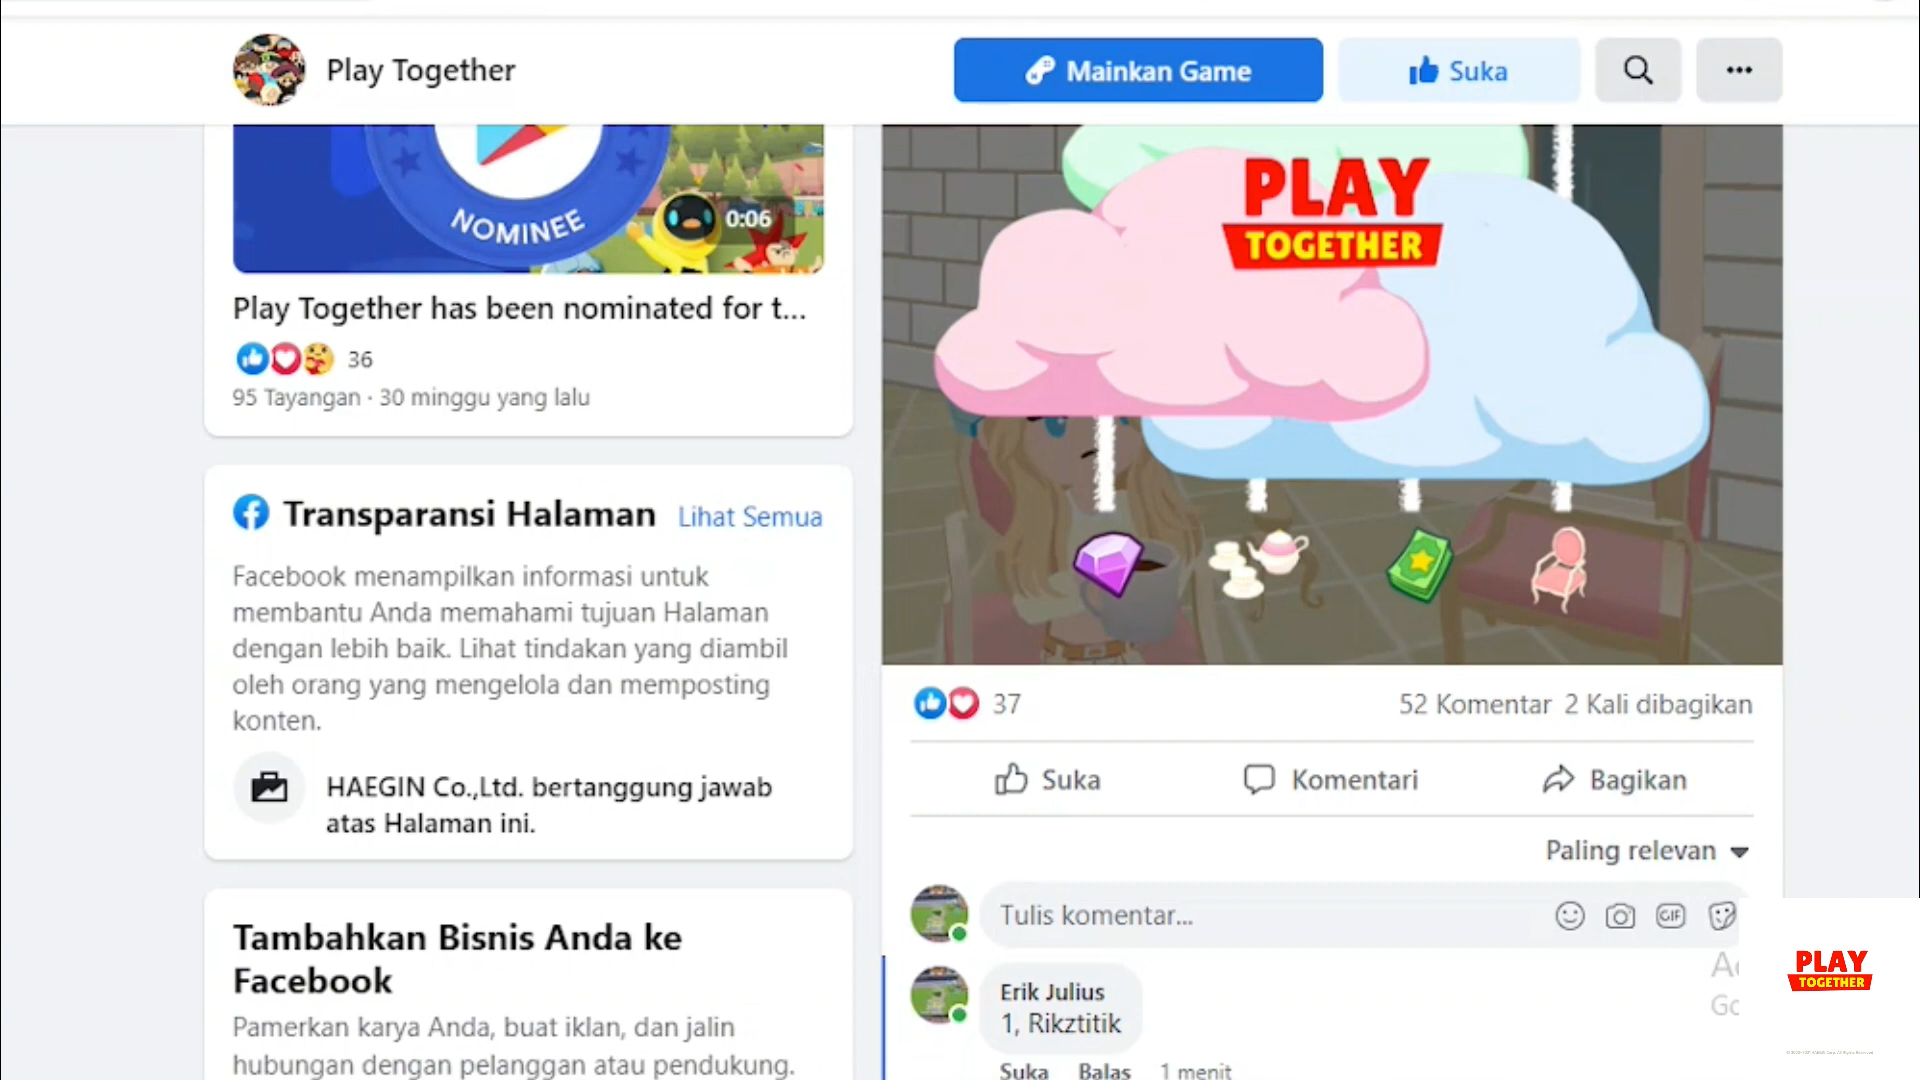 Play Together
Mainkan Game
Suka
NOMINEE
0:06
Play Together has been nominated for t...
36
95 Tayangan · 30 minggu yang lalu
Transparansi Halaman
Lihat Semua
Facebook menampilkan informasi untuk
membantu Anda memahami tujuan Halaman
dengan lebih baik. Lihat tindakan yang diambil
oleh orang yang mengelola dan memposting
konten.
HAEGIN Co.,Ltd. bertanggung jawab
atas Halaman ini.
Tambahkan Bisnis Anda ke
Facebook
Pamerkan karya Anda, buat iklan, dan jalin
hubungan dengan pelanggan atau pendukung.
PLAY
TOGETHER
37
52 Komentar 2 Kali dibagikan
Suka
Komentari
Bagikan
Paling relevan
Tulis komentar...
GIF
Erik Julius
1, Rikztitik
Suka Balas 1 menit
PLAY
TOGETHER